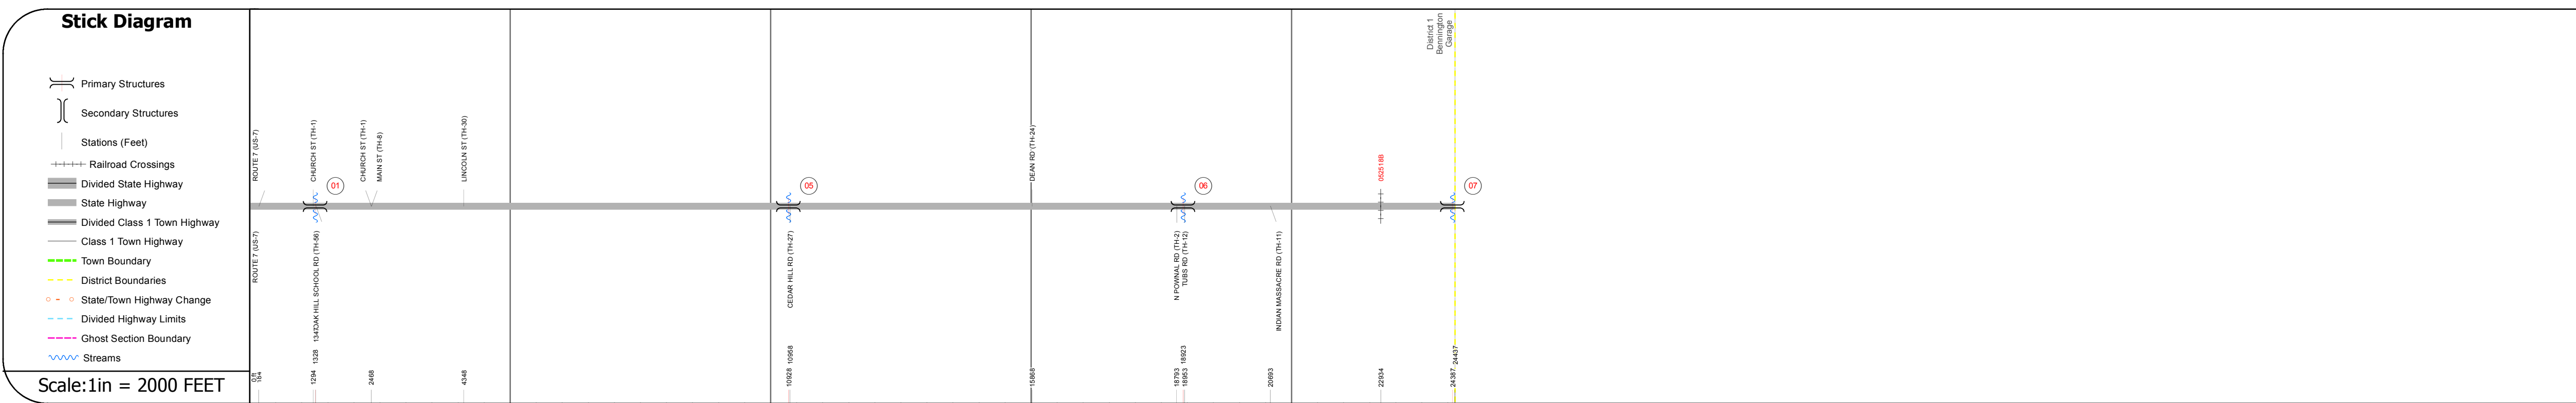 Stick Diagram
Primary Structures
Secondary Structures
Stations (Feet)
Railroad Crossings
Divided State Highway
State Highway
Divided Class 1 Town Highway
Class 1 Town Highway
Town Boundary
District Boundaries
State/Town Highway Change
Divided Highway Limits
Ghost Section Boundary
Streams
Scale:1in = 2000 FEET
District 1
Bennington
Garage
ROUTE 7 (US-7)
CHURCH ST (TH-1)
CHURCH ST (TH-1)
MAIN ST (TH-8)
LINCOLN ST (TH-30)
DEAN RD (TH-24)
052518B
01
05
06
07
ROUTE 7 (US-7)
OAK HILL SCHOOL RD (TH-56)
CEDAR HILL RD (TH-27)
N POWNAL RD (TH-2)
TUBS RD (TH-12)
INDIAN MASSACRE RD (TH-11)
0 ft
184
1294
1328
1347
2468
4348
10928
10958
15868
18793
18953
18923
20693
22934
24387
24437